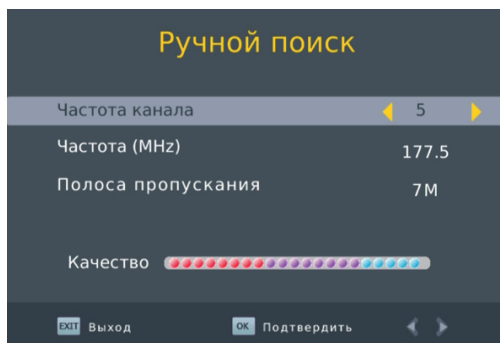 Ручной поиск
Частота канала 5
Частота (MHz) 177.5
Полоса пропускания 7M
Качество
EXIT Выход OK Подтвердить